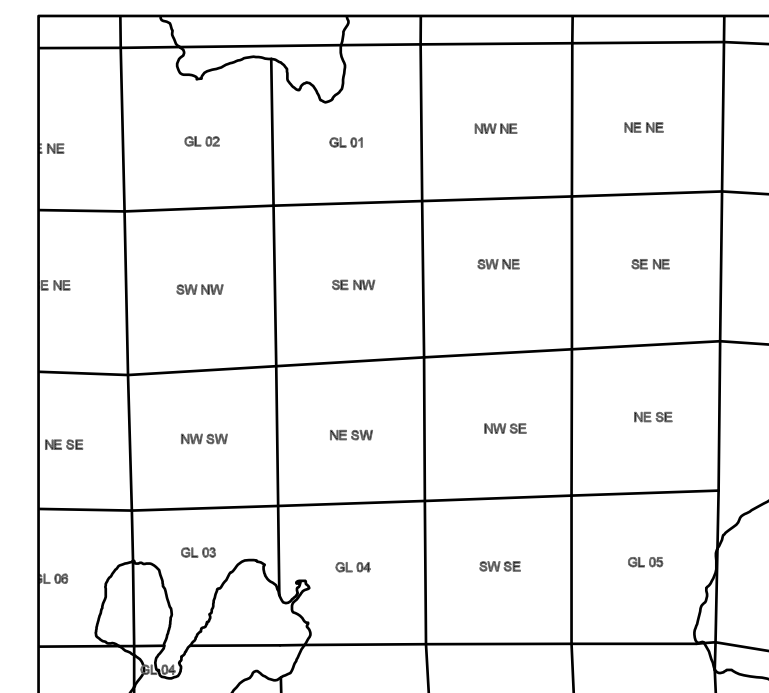 NW NE
NE NE
E NE
GL 02
GL 01
SW NE
SE NE
E NE
SW NW
SE NW
NE SE
NW SW
NE SW
NW SE
NE SE
GL 06
GL 03
GL 04
SW SE
GL 05
GL 04